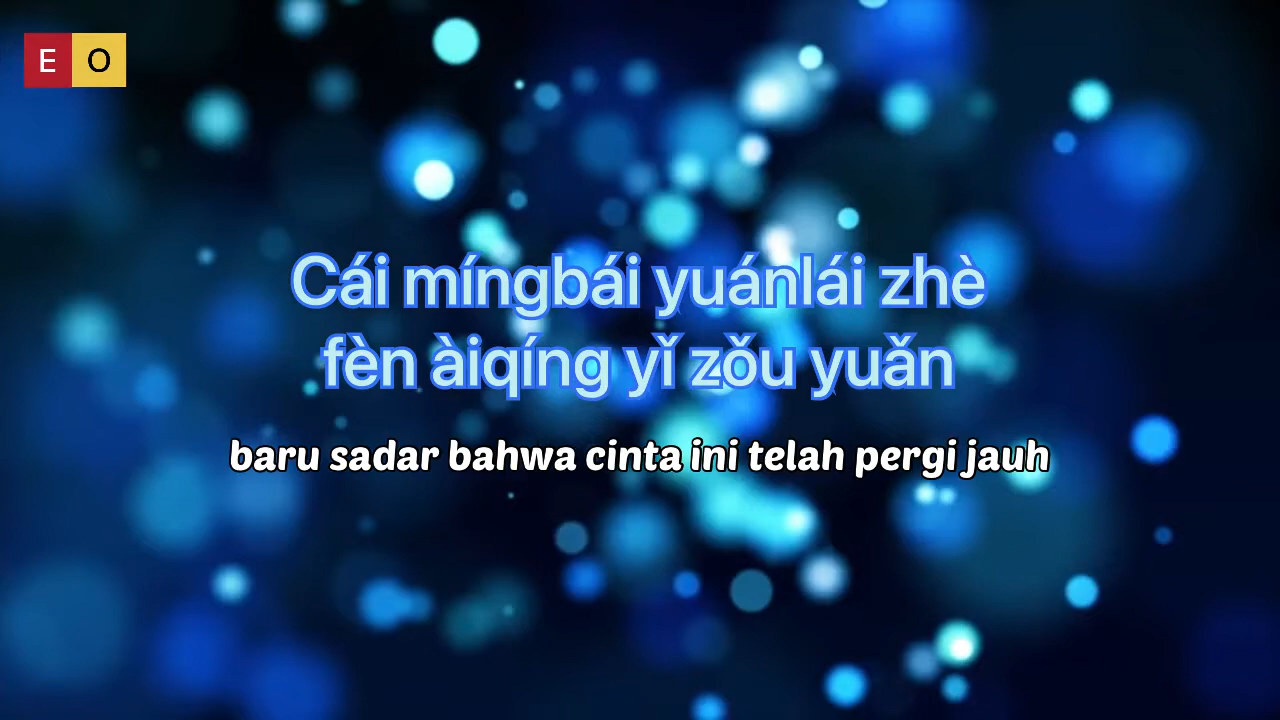 E O
Cái míngbái yuánlái zhè
fèn àiqíng yǐ zǒu yuǎn
baru sadar bahwa cinta ini telah pergi jauh